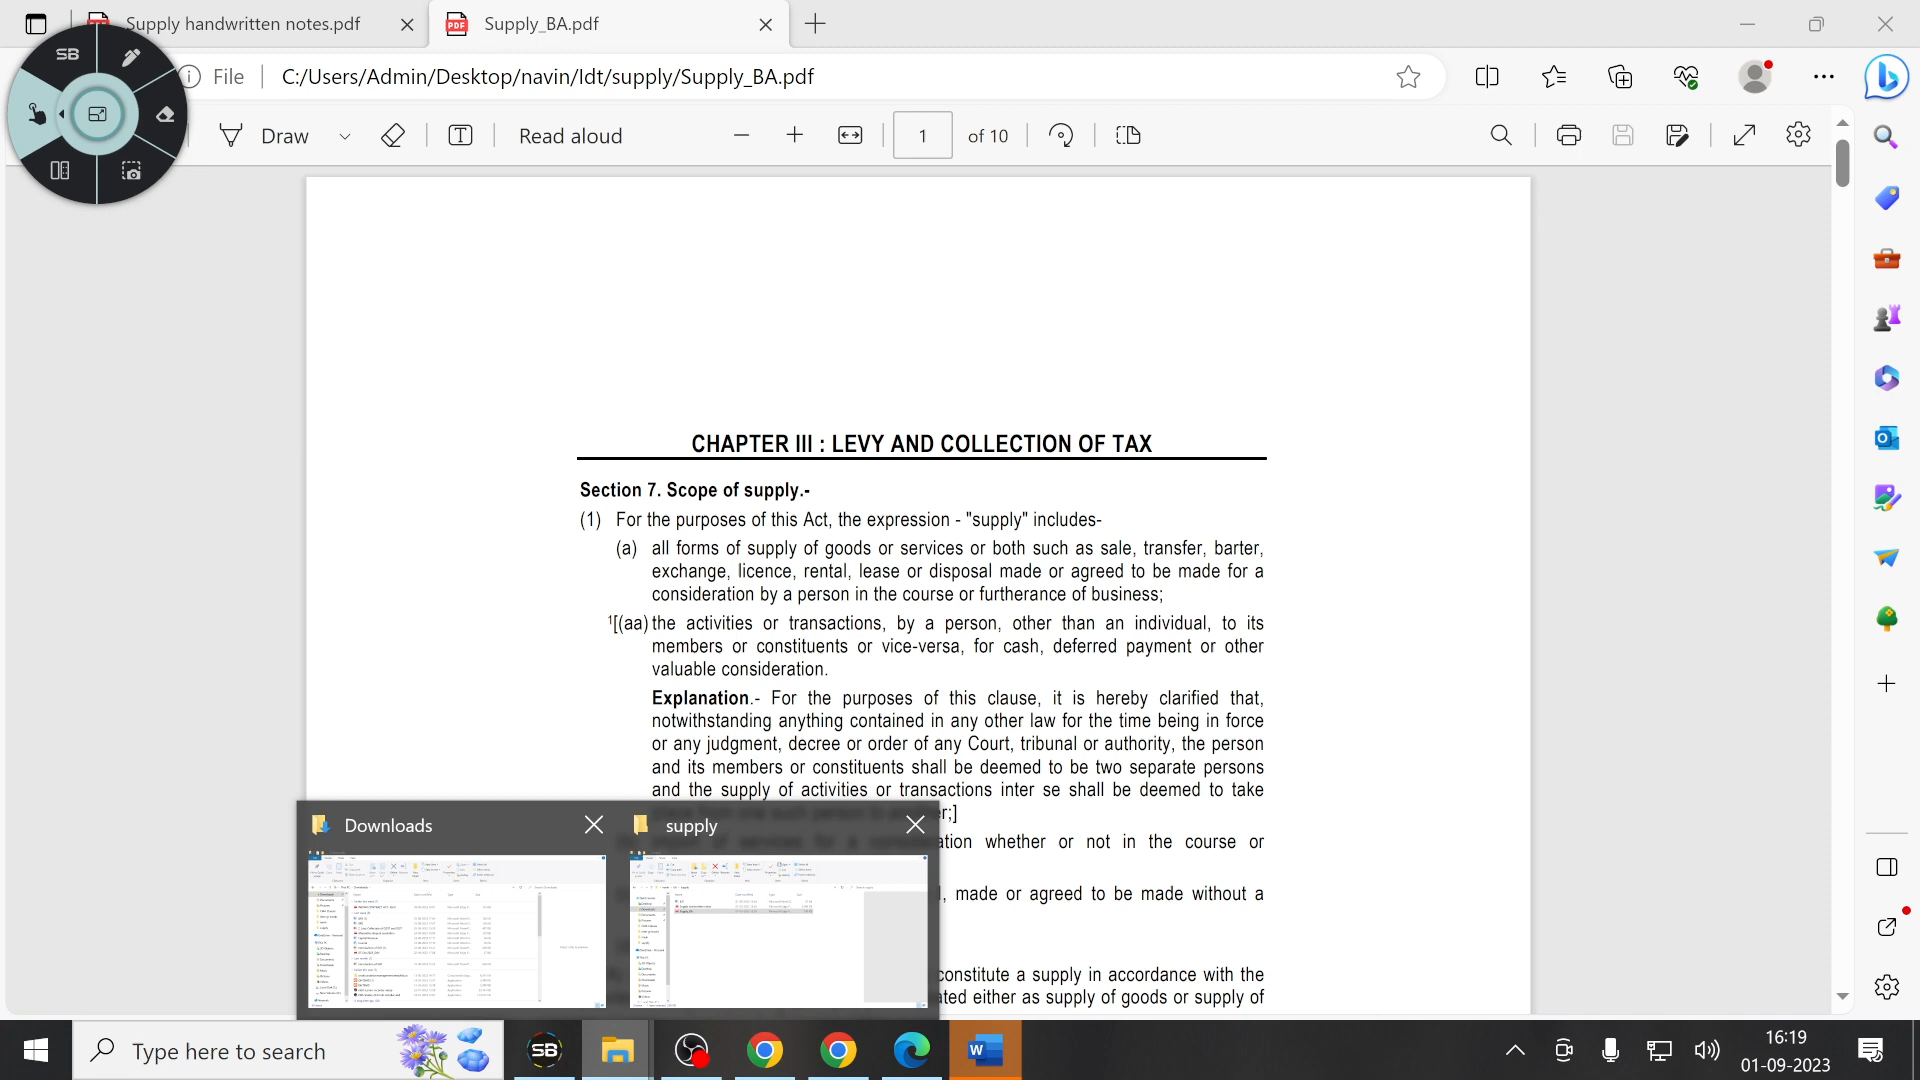 Supply handwritten notes.pdf
Supply_BA.pdf
SB
File
C:/Users/Admin/Desktop/navin/Idt/supply/Supply_BA.pdf
Draw
Read aloud
1
of 10
CHAPTER III : LEVY AND COLLECTION OF TAX
Section 7. Scope of supply.-
(1) For the purposes of this Act, the expression - "supply" includes-
(a) all forms of supply of goods or services or both such as sale, transfer, barter,
exchange, licence, rental, lease or disposal made or agreed to be made for a
consideration by a person in the course or furtherance of business;
1[(aa) the activities or transactions, by a person, other than an individual, to its
members or constituents or vice-versa, for cash, deferred payment or other
valuable consideration.
Explanation.- For the purposes of this clause, it is hereby clarified that,
notwithstanding anything contained in any other law for the time being in force
or any judgment, decree or order of any Court, tribunal or authority, the person
and its members or constituents shall be deemed to be two separate persons
and the supply of activities or transactions inter se shall be deemed to take
er;]
ation whether or not in the course or
l, made or agreed to be made without a
constitute a supply in accordance with the
ated either as supply of goods or supply of
Downloads
supply
Type here to search
SB
W
16:19
01-09-2023